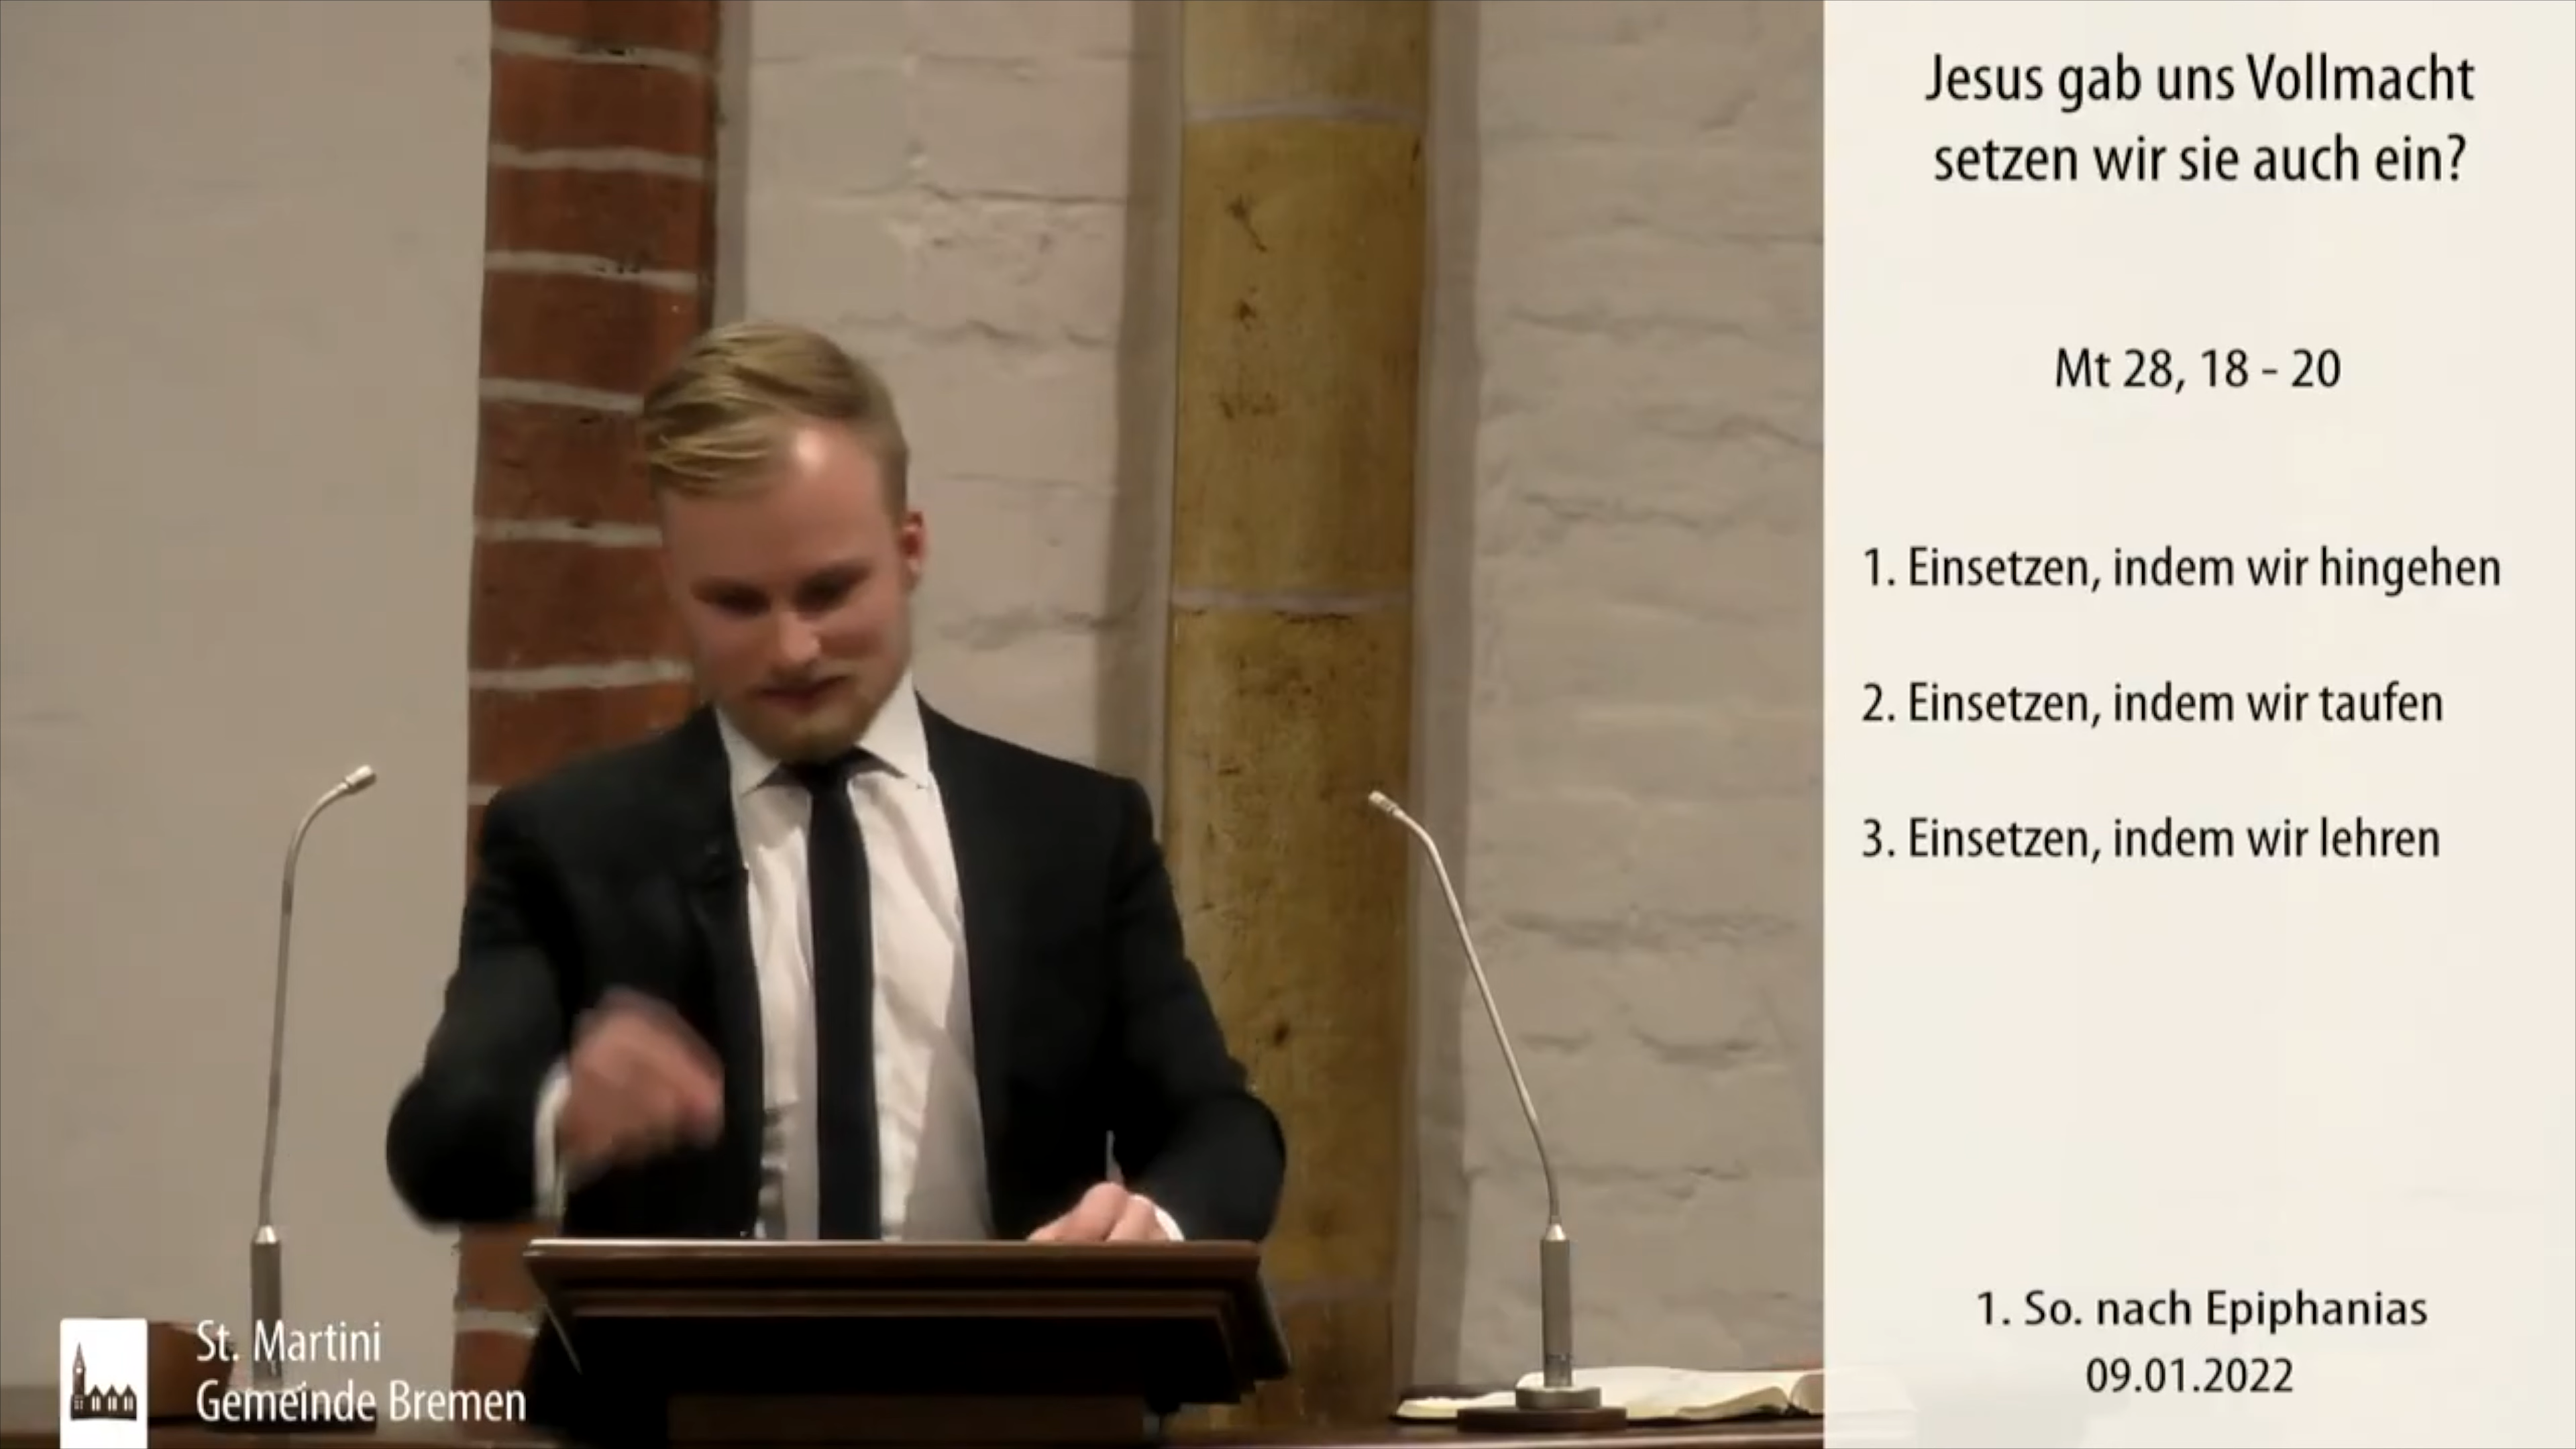 Jesus gab uns Vollmacht
setzen wir sie auch ein?
Mt 28, 18 - 20
1. Einsetzen, indem wir hingehen
2. Einsetzen, indem wir taufen
3. Einsetzen, indem wir lehren
1. So. nach Epiphanias
09.01.2022
St. Martini
Gemeinde Bremen